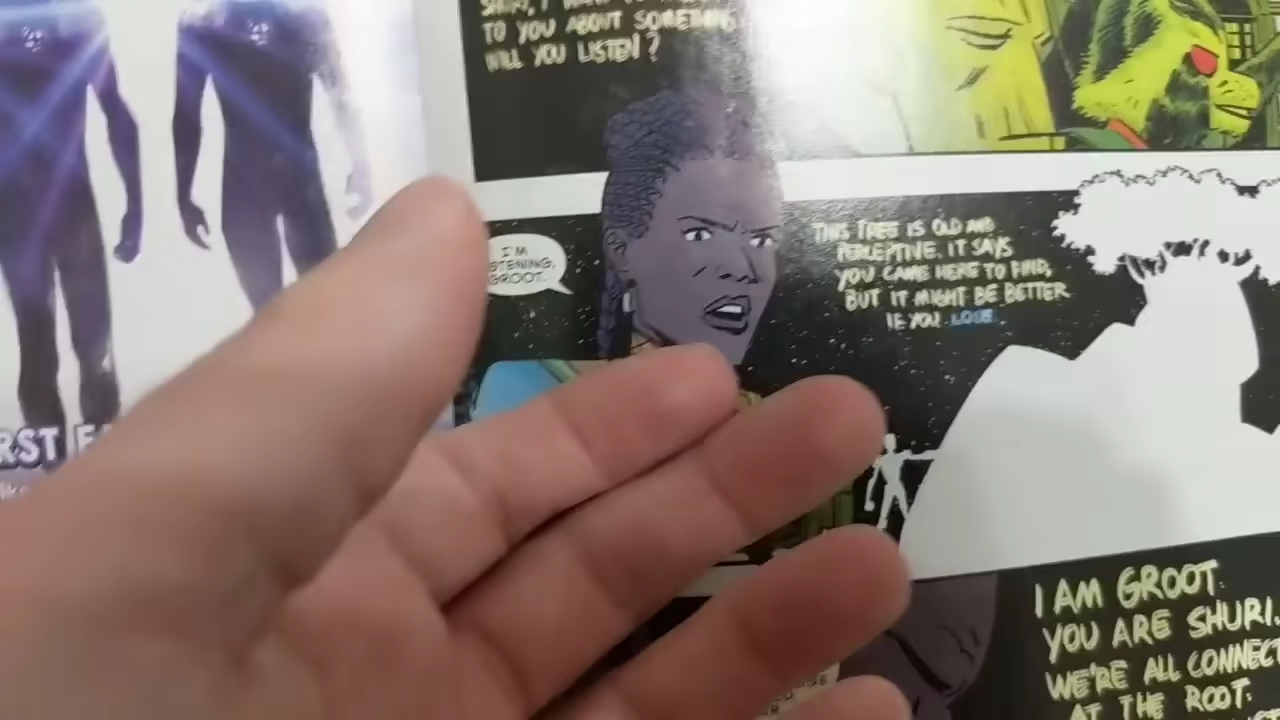 TO YOU ABOUT SOMETHING
WILL YOU LISTEN?
I'M
STENING,
GROOT.
THIS TREE IS OLD AND
PERCEPTIVE. IT SAYS
YOU CAME HERE TO FIND,
BUT IT MIGHT BE BETTER
IF YOU LOSE.
RST
I AM GROOT.
YOU ARE SHURI.
WE'RE ALL CONNECT
AT THE ROOT.